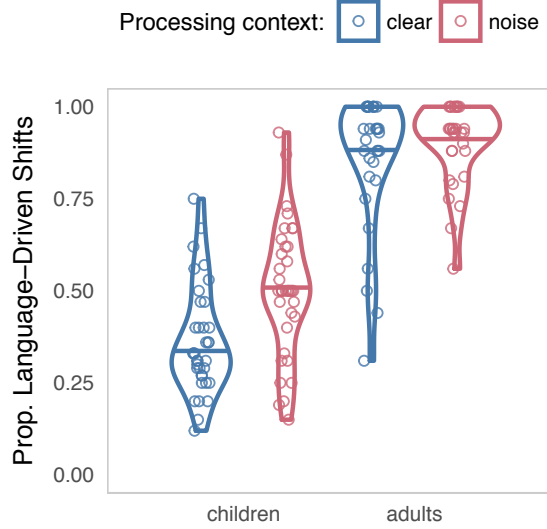 Processing context: clear noise
Prop. Language–Driven Shifts
1.00
0.75
0.50
0.25
0.00
children adults